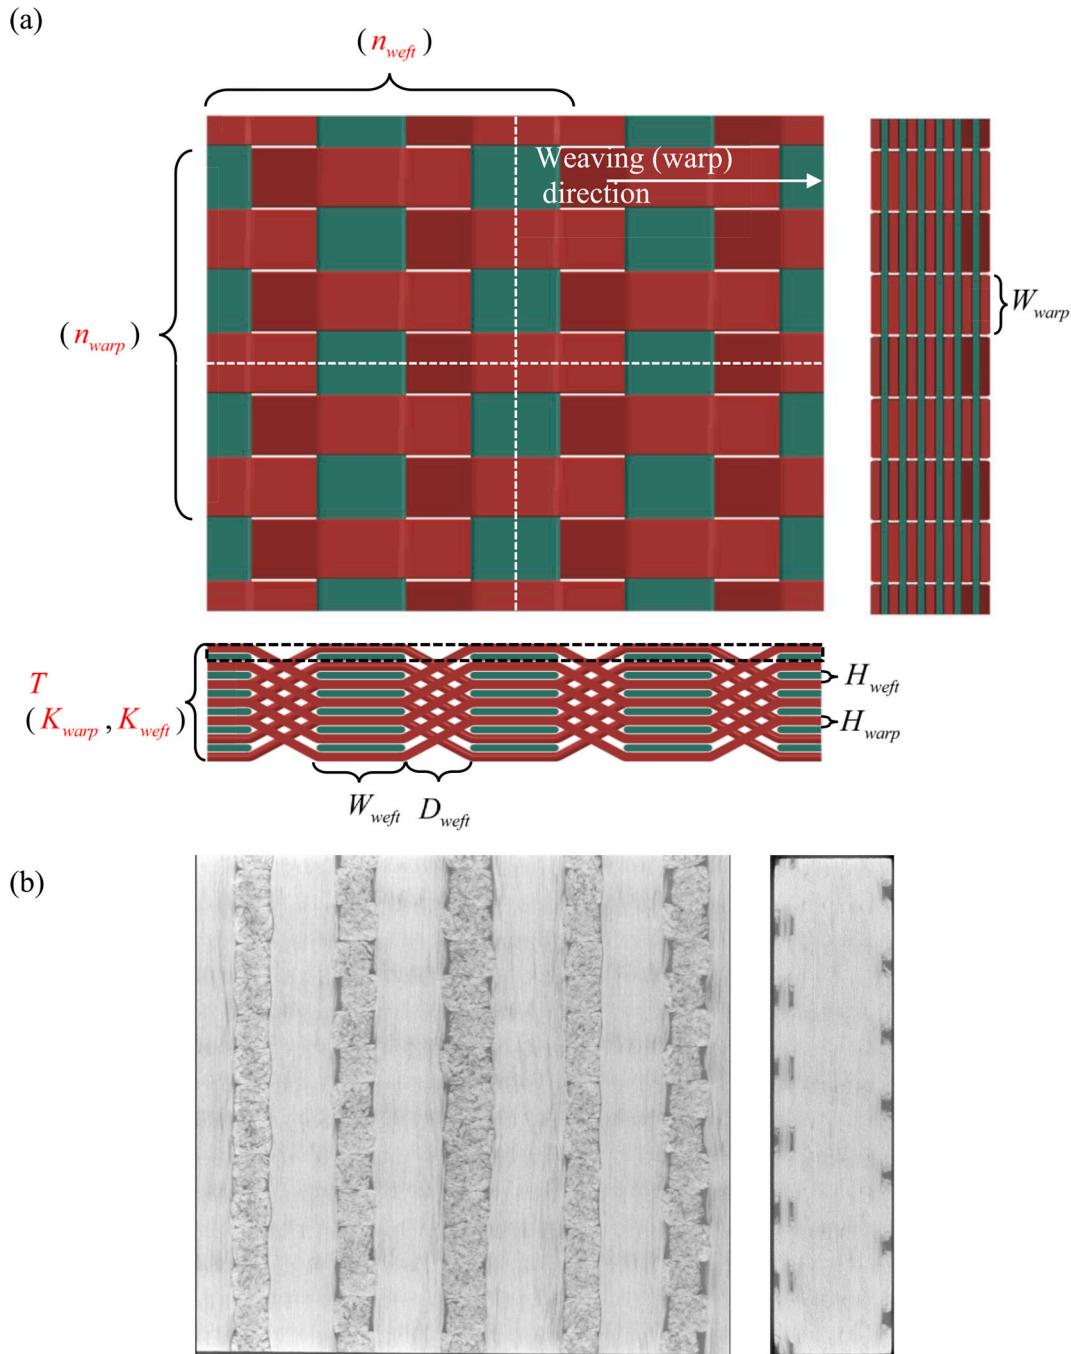 (a)
(n_weft)
Weaving (warp)
direction
(n_warp)
W_warp
T
(K_warp, K_weft)
H_weft
H_warp
W_weft D_weft
(b)